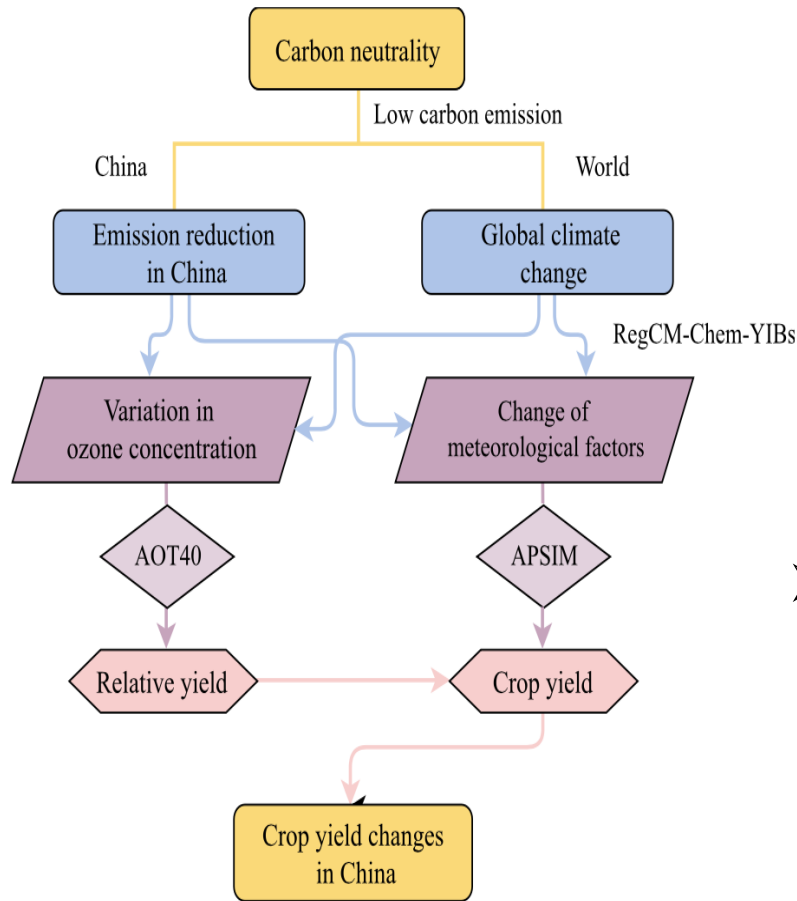 Carbon neutrality
Low carbon emission
China
World
Emission reduction
in China
Global climate
change
RegCM-Chem-YIBs
Variation in
ozone concentration
Change of
meteorological factors
AOT40
APSIM
Relative yield
Crop yield
Crop yield changes
in China